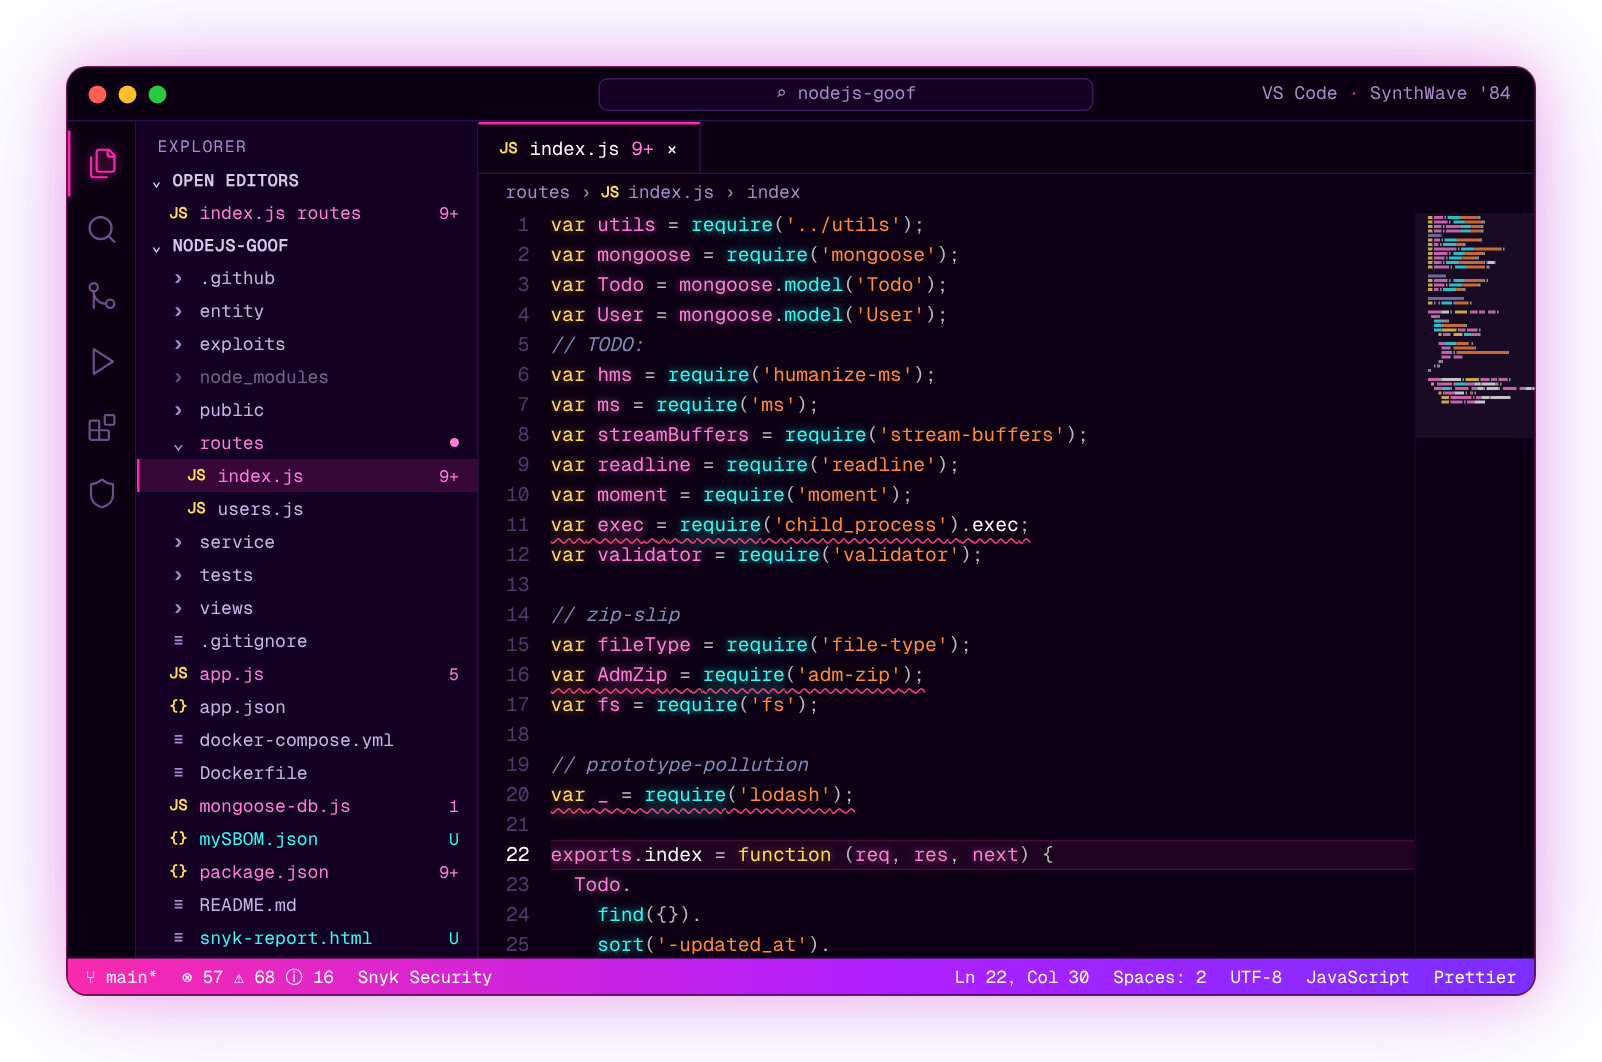 nodejs-goof
VS Code · SynthWave '84
EXPLORER
OPEN EDITORS
JS index.js routes 9+
NODEJS-GOOF
.github
entity
exploits
node_modules
public
routes
JS index.js 9+
JS users.js
service
tests
views
.gitignore
JS app.js 5
{} app.json
docker-compose.yml
Dockerfile
JS mongoose-db.js 1
{} mySBOM.json U
{} package.json 9+
README.md
snyk-report.html U
JS index.js 9+ ×
routes › JS index.js › index
1 var utils = require('../utils');
2 var mongoose = require('mongoose');
3 var Todo = mongoose.model('Todo');
4 var User = mongoose.model('User');
5 // TODO:
6 var hms = require('humanize-ms');
7 var ms = require('ms');
8 var streamBuffers = require('stream-buffers');
9 var readline = require('readline');
10 var moment = require('moment');
11 var exec = require('child_process').exec;
12 var validator = require('validator');
13
14 // zip-slip
15 var fileType = require('file-type');
16 var AdmZip = require('adm-zip');
17 var fs = require('fs');
18
19 // prototype-pollution
20 var _ = require('lodash');
21
22 exports.index = function (req, res, next) {
23   Todo.
24     find({}).
25     sort('-updated_at').
main* ⊗ 57 ⚠ 68 ⓘ 16 Snyk Security
Ln 22, Col 30 Spaces: 2 UTF-8 JavaScript Prettier